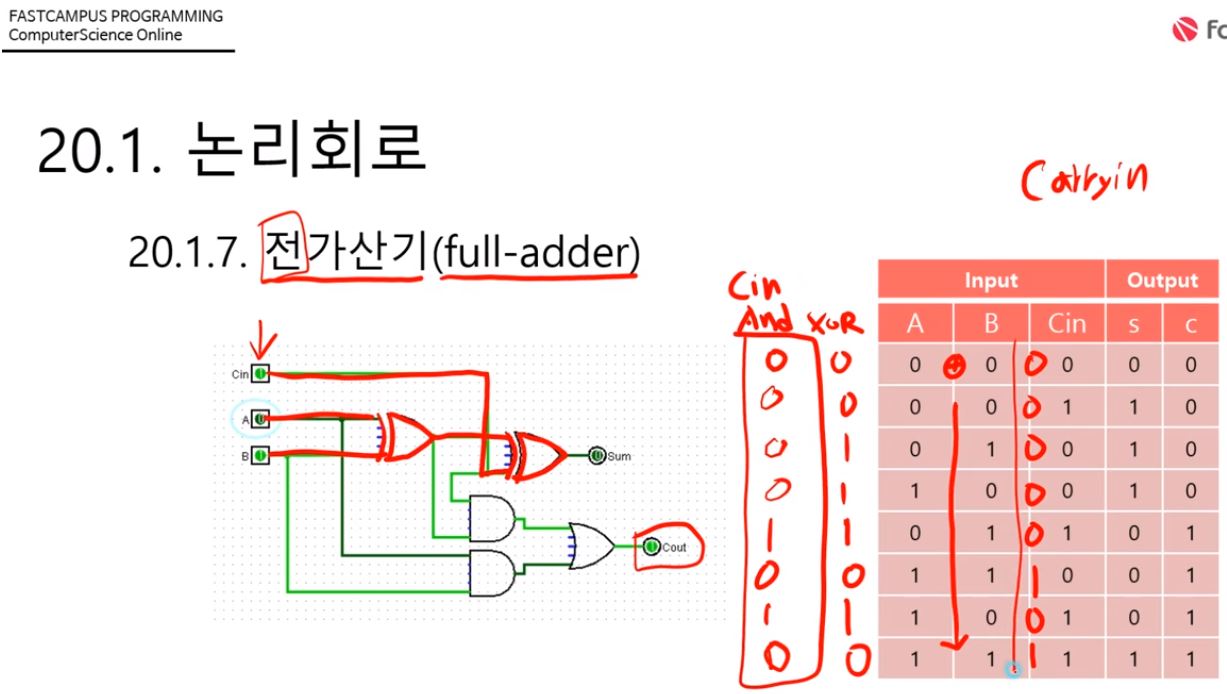 FASTCAMPUS PROGRAMMING
ComputerScience Online
Fc
20.1. 논리회로
Carryin
20.1.7. 전가산기(full-adder)
Cin
And XOR
Input Output
A B Cin s c
0 0 0 0 0 0 0 0
0 0 0 0 0 1 1 0
0 1 0 1 0 0 1 0
0 1 1 0 0 0 1 0
1 1 0 1 0 1 0 1
0 0 1 1 1 0 0 1
1 1 1 0 0 1 0 1
0 0 1 1 1 1 1 1
Cin
A
B
Sum
Cout